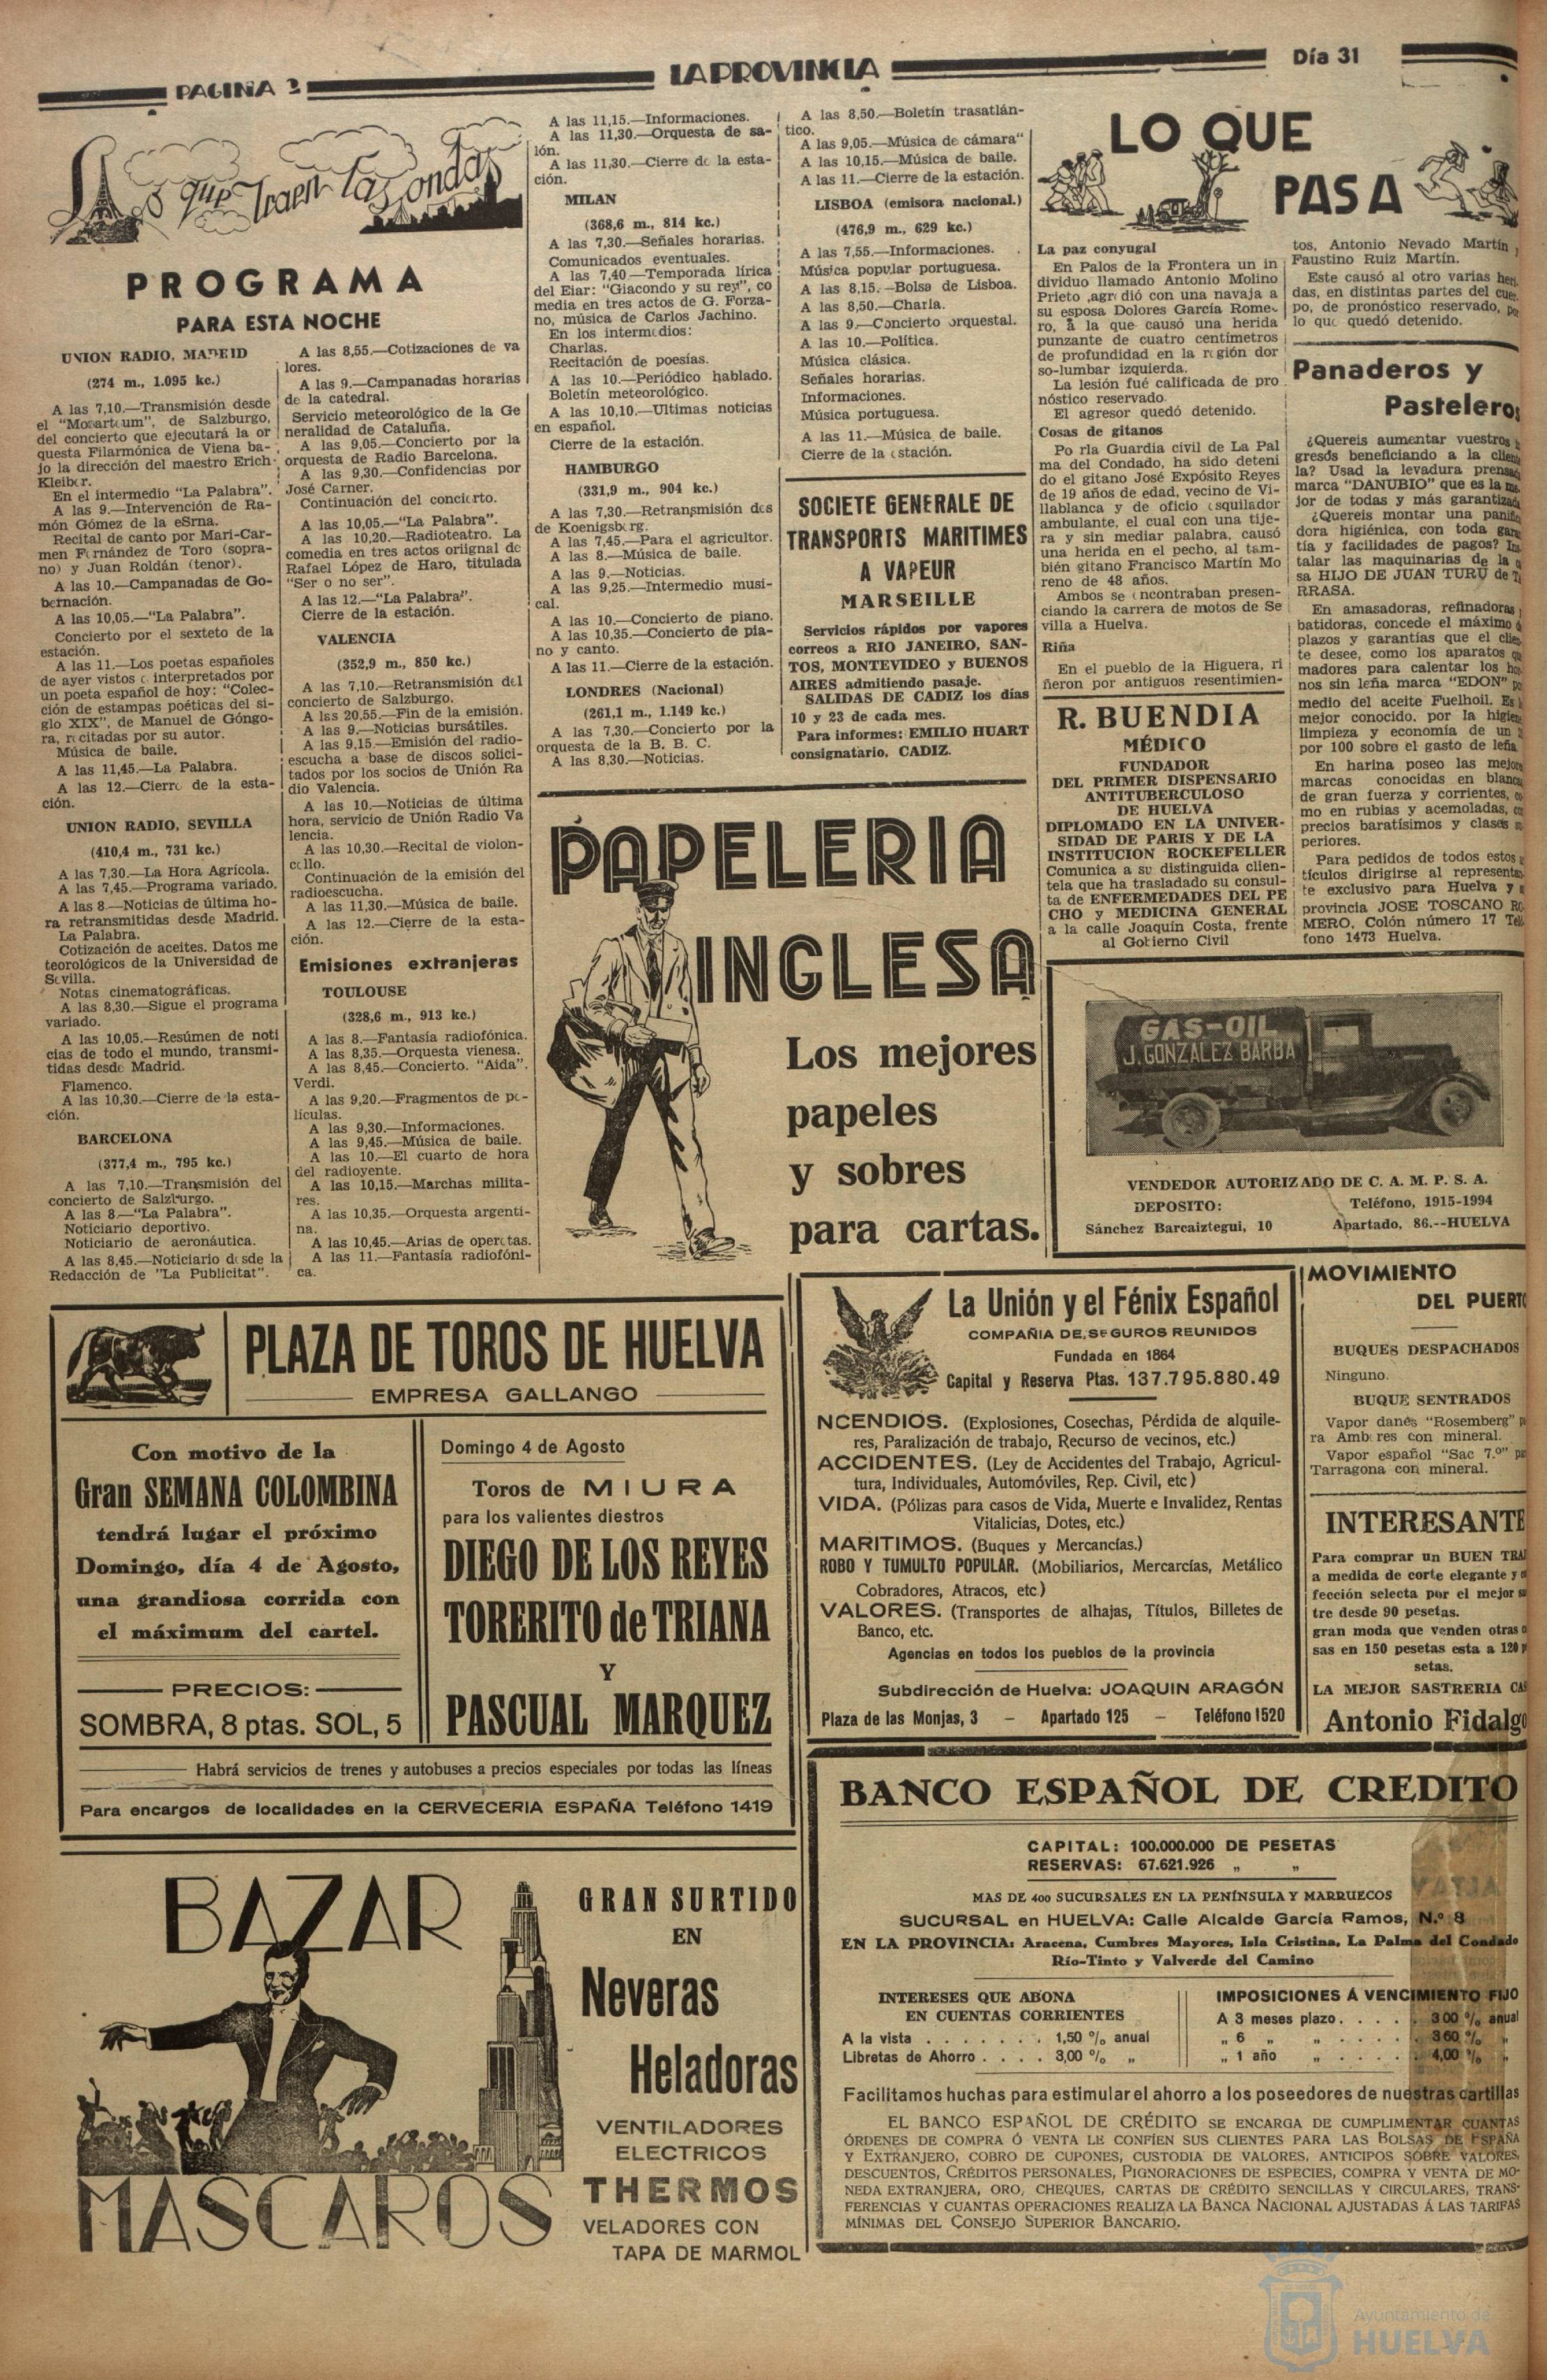 PAGINA 2
LA PROVINCIA
Día 31
Lo que traen las ondas
PROGRAMA
PARA ESTA NOCHE
UNION RADIO, MADRID
(274 m., 1.095 kc.)
A las 7,10.—Transmisión desde
el "Mozarteum", de Salzburgo,
del concierto que ejecutará la or
questa Filarmónica de Viena ba-
jo la dirección del maestro Erich
Kleiber.
En el intermedio "La Palabra".
A las 9.—Intervención de Ra-
món Gómez de la eSrna.
Recital de canto por Mari-Car-
men Fernández de Toro (sopra-
no) y Juan Roldán (tenor).
A las 10.—Campanadas de Go-
bernación.
A las 10,05.—"La Palabra".
Concierto por el sexteto de la
estación.
A las 11.—Los poetas españoles
de ayer vistos e interpretados por
un poeta español de hoy: "Colec-
ción de estampas poéticas del si-
glo XIX", de Manuel de Góngo-
ra, recitadas por su autor.
Música de baile.
A las 11,45.—La Palabra.
A las 12.—Cierre de la esta-
ción.
UNION RADIO, SEVILLA
(410,4 m., 731 kc.)
A las 7,30.—La Hora Agrícola.
A las 7,45.—Programa variado.
A las 8.—Noticias de última ho-
ra retransmitidas desde Madrid.
La Palabra.
Cotización de aceites. Datos me
teorológicos de la Universidad de
Sevilla.
Notas cinematográficas.
A las 8,30.—Sigue el programa
variado.
A las 10,05.—Resúmen de noti
cias de todo el mundo, transmi-
tidas desde Madrid.
Flamenco.
A las 10,30.—Cierre de la esta-
ción.
BARCELONA
(377,4 m., 795 kc.)
A las 7,10.—Transmisión del
concierto de Salzburgo.
A las 8.—"La Palabra".
Noticiario deportivo.
Noticiario de aeronáutica.
A las 8,45.—Noticiario desde la
Redacción de "La Publicitat".
A las 8,55.—Cotizaciones de va
lores.
A las 9.—Campanadas horarias
de la catedral.
Servicio meteorológico de la Ge
neralidad de Cataluña.
A las 9,05.—Concierto por la
orquesta de Radio Barcelona.
A las 9,30.—Confidencias por
José Carner.
Continuación del concierto.
A las 10,05.—"La Palabra".
A las 10,20.—Radioteatro. La
comedia en tres actos oriignal de
Rafael López de Haro, titulada
"Ser o no ser".
A las 12.—"La Palabra".
Cierre de la estación.
VALENCIA
(352,9 m., 850 kc.)
A las 7,10.—Retransmisión del
concierto de Salzburgo.
A las 20,55.—Fin de la emisión.
A las 9.—Noticias bursátiles.
A las 9,15.—Emisión del radio-
escucha a base de discos solici-
tados por los socios de Unión Ra
dio Valencia.
A las 10.—Noticias de última
hora, servicio de Unión Radio Va
lencia.
A las 10,30.—Recital de violon-
cello.
Continuación de la emisión del
radioescucha.
A las 11,30.—Música de baile.
A las 12.—Cierre de la esta-
ción.
Emisiones extranjeras
TOULOUSE
(328,6 m., 913 kc.)
A las 8.—Fantasía radiofónica.
A las 8,35.—Orquesta vienesa.
A las 8,45.—Concierto. "Aida".
Verdi.
A las 9,20.—Fragmentos de pe-
lículas.
A las 9,30.—Informaciones.
A las 9,45.—Música de baile.
A las 10.—El cuarto de hora
del radioyente.
A las 10,15.—Marchas milita-
res.
A las 10,35.—Orquesta argenti-
na.
A las 10,45.—Arias de operetas.
A las 11.—Fantasía radiofóni-
ca.
A las 11,15.—Informaciones.
A las 11,30.—Orquesta de sa-
lón.
A las 11,30.—Cierre de la esta-
ción.
MILAN
(368,6 m., 814 kc.)
A las 7,30.—Señales horarias.
Comunicados eventuales.
A las 7,40—Temporada lírica
del Eiar: "Giacondo y su rey", co
media en tres actos de G. Forza-
no, música de Carlos Jachino.
En los intermedios:
Charlas.
Recitación de poesías.
A las 10.—Periódico hablado.
Boletín meteorológico.
A las 10,10.—Ultimas noticias
en español.
Cierre de la estación.
HAMBURGO
(331,9 m., 904 kc.)
A las 7,30.—Retransmisión des
de Koenigsberg.
A las 7,45.—Para el agricultor.
A las 8.—Música de baile.
A las 9.—Noticias.
A las 9,25.—Intermedio musi-
cal.
A las 10.—Concierto de piano.
A las 10,35.—Concierto de pia-
no y canto.
A las 11.—Cierre de la estación.
LONDRES (Nacional)
(261,1 m., 1.149 kc.)
A las 7,30.—Concierto por la
orquesta de la B. B. C.
A las 8,30.—Noticias.
A las 8,50.—Boletín trasatlán-
tico.
A las 9,05.—Música de cámara"
A las 10,15.—Música de baile.
A las 11.—Cierre de la estación.
LISBOA (emisora nacional.)
(476,9 m., 629 kc.)
A las 7,55.—Informaciones.
Música popular portuguesa.
A las 8,15.—Bolsa de Lisboa.
A las 8,50.—Charla.
A las 9.—Concierto orquestal.
A las 10.—Política.
Música clásica.
Señales horarias.
Informaciones.
Música portuguesa.
A las 11.—Música de baile.
Cierre de la estación.
SOCIETE GENERALE DE
TRANSPORTS MARITIMES
A VAPEUR
MARSEILLE
Servicios rápidos por vapores
correos a RIO JANEIRO, SAN-
TOS, MONTEVIDEO y BUENOS
AIRES admitiendo pasaje.
SALIDAS DE CADIZ los días
10 y 23 de cada mes.
Para informes: EMILIO HUART
consignatario, CADIZ.
LO QUE
PASA
La paz conyugal
En Palos de la Frontera un in
dividuo llamado Antonio Molino
Prieto ,agredió con una navaja a
su esposa Dolores García Rome-
ro, a la que causó una herida
punzante de cuatro centímetros
de profundidad en la región dor
so-lumbar izquierda.
La lesión fué calificada de pro
nóstico reservado.
El agresor quedó detenido.
Cosas de gitanos
Po rla Guardia civil de La Pal
ma del Condado, ha sido deteni
do el gitano José Expósito Reyes
de 19 años de edad, vecino de Vi-
llablanca y de oficio esquilador
ambulante, el cual con una tije-
ra y sin mediar palabra, causó
una herida en el pecho, al tam-
bién gitano Francisco Martín Mo
reno de 48 años.
Ambos se encontraban presen-
ciando la carrera de motos de Se
villa a Huelva.
Riña
En el pueblo de la Higuera, ri
ñeron por antiguos resentimien-
tos, Antonio Nevado Martín y
Faustino Ruiz Martín.
Este causó al otro varias heri-
das, en distintas partes del cuer-
po, de pronóstico reservado, por
lo que quedó detenido.
R. BUENDIA
MÉDICO
FUNDADOR
DEL PRIMER DISPENSARIO
ANTITUBERCULOSO
DE HUELVA
DIPLOMADO EN LA UNIVER-
SIDAD DE PARIS Y DE LA
INSTITUCION ROCKEFELLER
Comunica a su distinguida clien-
tela que ha trasladado su consul-
ta de ENFERMEDADES DEL PE
CHO y MEDICINA GENERAL
a la calle Joaquín Costa, frente
al Gobierno Civil
Panaderos y
Pasteleros
¿Quereis aumentar vuestros
gresos beneficiando a la cliente
la? Usad la levadura prensada
marca "DANUBIO" que es la me-
jor de todas y más garantizada
¿Quereis montar una panifica
dora higiénica, con toda garan
tía y facilidades de pagos? Ins
talar las maquinarias de la
sa HIJO DE JUAN TURU de
RRASA.
En amasadoras, refinadoras y
batidoras, concede el máximo
plazos y garantías que el clien
te desee, como los aparatos que
madores para calentar los hor
nos sin leña marca "EDON" por
medio del aceite Fuelhoil. Es
mejor conocido. por la higiene
limpieza y economía de un
por 100 sobre el gasto de leña
En harina poseo las mejores
marcas conocidas en blancas
de gran fuerza y corrientes, co
mo en rubias y acemoladas,
precios baratísimos y clases su
periores.
Para pedidos de todos estos
tículos dirigirse al representan-
te exclusivo para Huelva y su
provincia JOSE TOSCANO RO
MERO, Colón número 17 Telé
fono 1473 Huelva.
PAPELERIA
INGLESA
Los mejores
papeles
y sobres
para cartas.
GAS-OIL
J. GONZALEZ BARBA
VENDEDOR AUTORIZADO DE C. A. M. P. S. A.
DEPOSITO: Teléfono, 1915-1994
Sánchez Barcaiztegui, 10 Apartado, 86.--HUELVA
PLAZA DE TOROS DE HUELVA
EMPRESA GALLANGO
Con motivo de la
Gran SEMANA COLOMBINA
tendrá lugar el próximo
Domingo, día 4 de Agosto,
una grandiosa corrida con
el máximum del cartel.
PRECIOS:
SOMBRA, 8 ptas. SOL, 5
Domingo 4 de Agosto
Toros de MIURA
para los valientes diestros
DIEGO DE LOS REYES
TORERITO de TRIANA
Y
PASCUAL MARQUEZ
Habrá servicios de trenes y autobuses a precios especiales por todas las líneas
Para encargos de localidades en la CERVECERIA ESPAÑA Teléfono 1419
La Unión y el Fénix Español
COMPAÑIA DE SEGUROS REUNIDOS
Fundada en 1864
Capital y Reserva Ptas. 137.795.880.49
NCENDIOS. (Explosiones, Cosechas, Pérdida de alquile-
res, Paralización de trabajo, Recurso de vecinos, etc.)
ACCIDENTES. (Ley de Accidentes del Trabajo, Agricul-
tura, Individuales, Automóviles, Rep. Civil, etc)
VIDA. (Pólizas para casos de Vida, Muerte e Invalidez, Rentas
Vitalicias, Dotes, etc.)
MARITIMOS. (Buques y Mercancías.)
ROBO Y TUMULTO POPULAR. (Mobiliarios, Mercarcías, Metálico
Cobradores, Atracos, etc)
VALORES. (Transportes de alhajas, Títulos, Billetes de
Banco, etc.
Agencias en todos los pueblos de la provincia
Subdirección de Huelva: JOAQUIN ARAGÓN
Plaza de las Monjas, 3 — Apartado 125 — Teléfono 1520
MOVIMIENTO
DEL PUERTO
BUQUES DESPACHADOS
Ninguno.
BUQUE SENTRADOS
Vapor danés "Rosemberg" pa
ra Amberes con mineral.
Vapor español "Sac 7.º" pa
Tarragona con mineral.
INTERESANTE
Para comprar un BUEN TRA
a medida de corte elegante y
fección selecta por el mejor sas
tre desde 90 pesetas.
gran moda que venden otras
sas en 150 pesetas esta a 120 p
setas.
LA MEJOR SASTRERIA CAS
Antonio Fidalgo
BAZAR
MASCAROS
GRAN SURTIDO
EN
Neveras
Heladoras
VENTILADORES
ELECTRICOS
THERMOS
VELADORES CON
TAPA DE MARMOL
BANCO ESPAÑOL DE CREDITO
CAPITAL: 100.000.000 DE PESETAS
RESERVAS: 67.621.926 „ „
MAS DE 400 SUCURSALES EN LA PENÍNSULA Y MARRUECOS
SUCURSAL en HUELVA: Calle Alcalde García Ramos, N.º 8
EN LA PROVINCIA: Aracena, Cumbres Mayores, Isla Cristina, La Palma del Condado
Río-Tinto y Valverde del Camino
INTERESES QUE ABONA
EN CUENTAS CORRIENTES
A la vista . . . . . . . 1,50 % anual
Libretas de Ahorro . . . . 3,00 % „
IMPOSICIONES Á VENCIMIENTO FIJO
A 3 meses plazo. . . . . 3 00 % anual
„ 6 „ „ . . . . . 3 60 % „
„ 1 año „ . . . . . 4,00 % „
Facilitamos huchas para estimular el ahorro a los poseedores de nuestras cartillas
EL BANCO ESPAÑOL DE CRÉDITO SE ENCARGA DE CUMPLIMENTAR CUANTAS
ÓRDENES DE COMPRA Ó VENTA LE CONFÍEN SUS CLIENTES PARA LAS BOLSAS DE ESPAÑA
Y EXTRANJERO, COBRO DE CUPONES, CUSTODIA DE VALORES, ANTICIPOS SOBRE VALORES,
DESCUENTOS, CRÉDITOS PERSONALES, PIGNORACIONES DE ESPECIES, COMPRA Y VENTA DE MO-
NEDA EXTRANJERA, ORO, CHEQUES, CARTAS DE CRÉDITO SENCILLAS Y CIRCULARES, TRANS-
FERENCIAS Y CUANTAS OPERACIONES REALIZA LA BANCA NACIONAL AJUSTADAS Á LAS TARIFAS
MÍNIMAS DEL CONSEJO SUPERIOR BANCARIO.
Ayuntamiento de
HUELVA